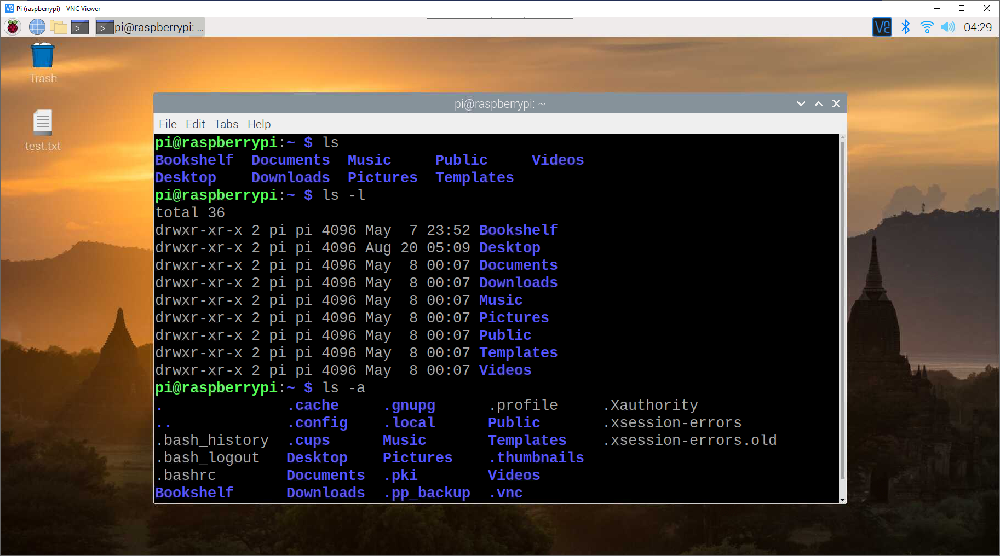 Pi (raspberrypi) - VNC Viewer
pi@raspberrypi: ...
04:29
Trash
test.txt
pi@raspberrypi: ~
File Edit Tabs Help
pi@raspberrypi:~ $ ls
Bookshelf  Documents  Music     Public     Videos
Desktop    Downloads  Pictures  Templates
pi@raspberrypi:~ $ ls -l
total 36
drwxr-xr-x 2 pi pi 4096 May  7 23:52 Bookshelf
drwxr-xr-x 2 pi pi 4096 Aug 20 05:09 Desktop
drwxr-xr-x 2 pi pi 4096 May  8 00:07 Documents
drwxr-xr-x 2 pi pi 4096 May  8 00:07 Downloads
drwxr-xr-x 2 pi pi 4096 May  8 00:07 Music
drwxr-xr-x 2 pi pi 4096 May  8 00:07 Pictures
drwxr-xr-x 2 pi pi 4096 May  8 00:07 Public
drwxr-xr-x 2 pi pi 4096 May  8 00:07 Templates
drwxr-xr-x 2 pi pi 4096 May  8 00:07 Videos
pi@raspberrypi:~ $ ls -a
.              .cache     .gnupg      .profile     .Xauthority
..             .config    .local      Public       .xsession-errors
.bash_history  .cups      Music       Templates    .xsession-errors.old
.bash_logout   Desktop    Pictures    .thumbnails
.bashrc        Documents  .pki        Videos
Bookshelf      Downloads  .pp_backup  .vnc